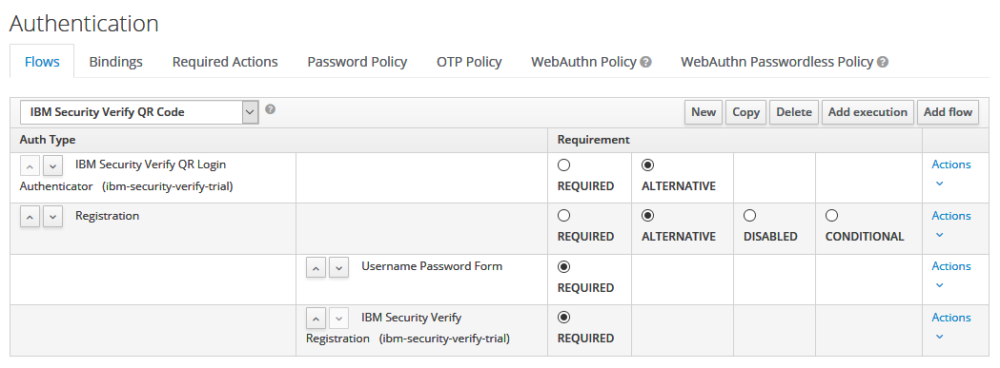 Authentication
Flows Bindings Required Actions Password Policy OTP Policy WebAuthn Policy ? WebAuthn Passwordless Policy ?
IBM Security Verify QR Code ? New Copy Delete Add execution Add flow
Auth Type Requirement
IBM Security Verify QR Login Actions
Authenticator (ibm-security-verify-trial) REQUIRED ALTERNATIVE
Registration Actions
REQUIRED ALTERNATIVE DISABLED CONDITIONAL
Username Password Form Actions
REQUIRED
IBM Security Verify Actions
Registration (ibm-security-verify-trial) REQUIRED